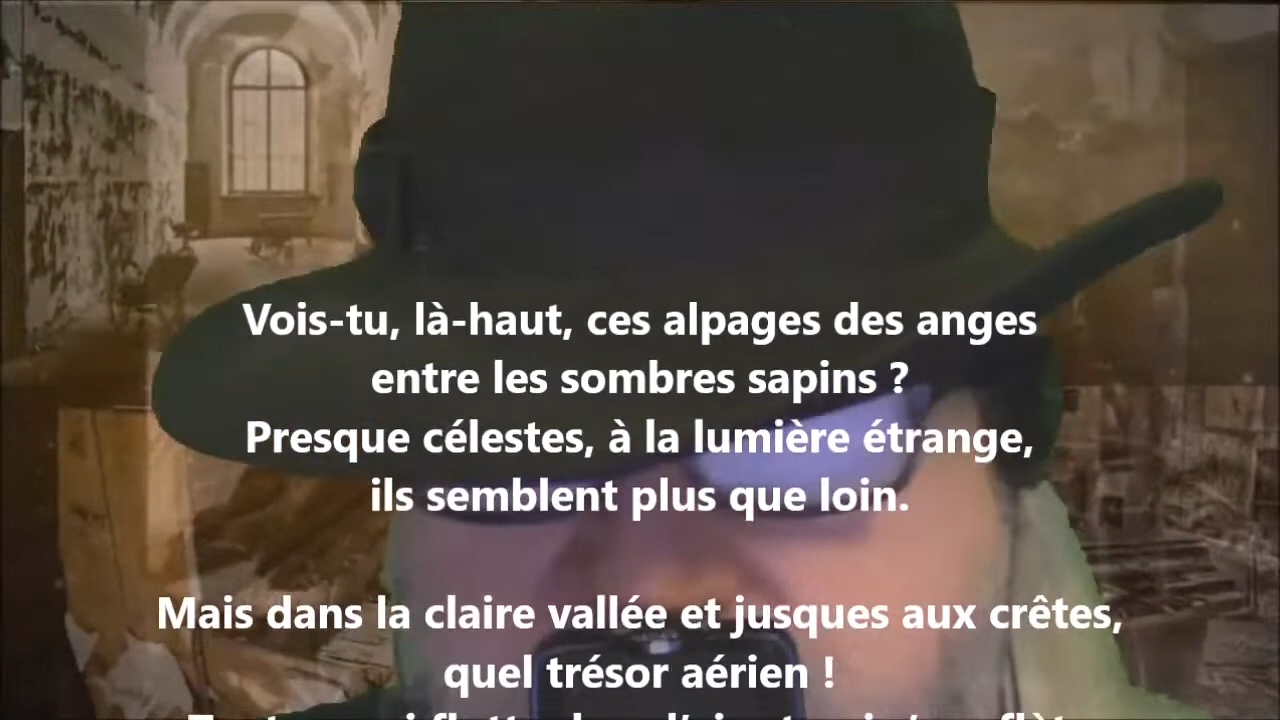 Vois-tu, là-haut, ces alpages des anges
entre les sombres sapins ?
Presque célestes, à la lumière étrange,
ils semblent plus que loin.
Mais dans la claire vallée et jusques aux crêtes,
quel trésor aérien !